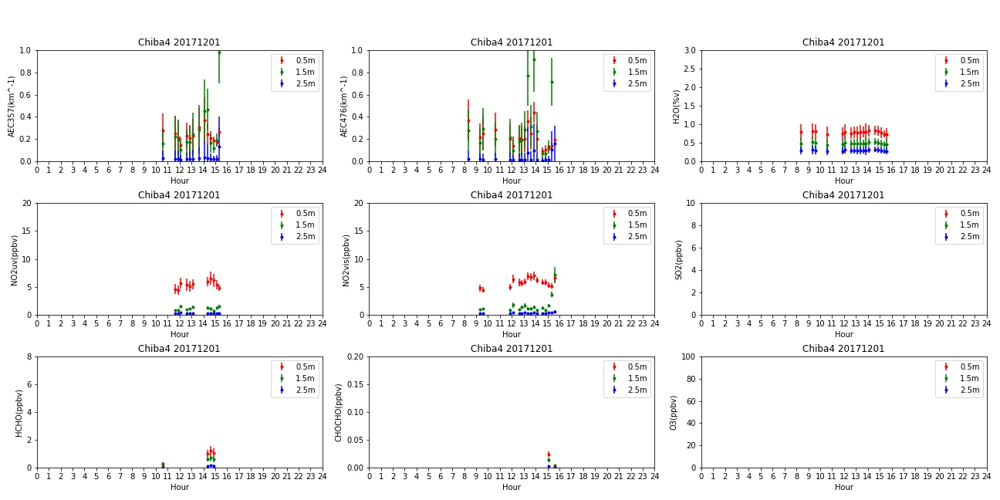 Chiba4 20171201
AEC357(km^-1)
1.0
0.8
0.6
0.4
0.2
0.0
0.5m
1.5m
2.5m
0 1 2 3 4 5 6 7 8 9 10 11 12 13 14 15 16 17 18 19 20 21 22 23 24
Hour
Chiba4 20171201
AEC476(km^-1)
1.0
0.8
0.6
0.4
0.2
0.0
0.5m
1.5m
2.5m
0 1 2 3 4 5 6 7 8 9 10 11 12 13 14 15 16 17 18 19 20 21 22 23 24
Hour
Chiba4 20171201
H2O(%v)
3.0
2.5
2.0
1.5
1.0
0.5
0.0
0.5m
1.5m
2.5m
0 1 2 3 4 5 6 7 8 9 10 11 12 13 14 15 16 17 18 19 20 21 22 23 24
Hour
Chiba4 20171201
NO2uv(ppbv)
20
15
10
5
0
0.5m
1.5m
2.5m
0 1 2 3 4 5 6 7 8 9 10 11 12 13 14 15 16 17 18 19 20 21 22 23 24
Hour
Chiba4 20171201
NO2vis(ppbv)
20
15
10
5
0
0.5m
1.5m
2.5m
0 1 2 3 4 5 6 7 8 9 10 11 12 13 14 15 16 17 18 19 20 21 22 23 24
Hour
Chiba4 20171201
SO2(ppbv)
10
8
6
4
2
0
0.5m
1.5m
2.5m
0 1 2 3 4 5 6 7 8 9 10 11 12 13 14 15 16 17 18 19 20 21 22 23 24
Hour
Chiba4 20171201
HCHO(ppbv)
8
6
4
2
0
0.5m
1.5m
2.5m
0 1 2 3 4 5 6 7 8 9 10 11 12 13 14 15 16 17 18 19 20 21 22 23 24
Hour
Chiba4 20171201
CHOCHO(ppbv)
0.20
0.15
0.10
0.05
0.00
0.5m
1.5m
2.5m
0 1 2 3 4 5 6 7 8 9 10 11 12 13 14 15 16 17 18 19 20 21 22 23 24
Hour
Chiba4 20171201
O3(ppbv)
100
80
60
40
20
0
0.5m
1.5m
2.5m
0 1 2 3 4 5 6 7 8 9 10 11 12 13 14 15 16 17 18 19 20 21 22 23 24
Hour